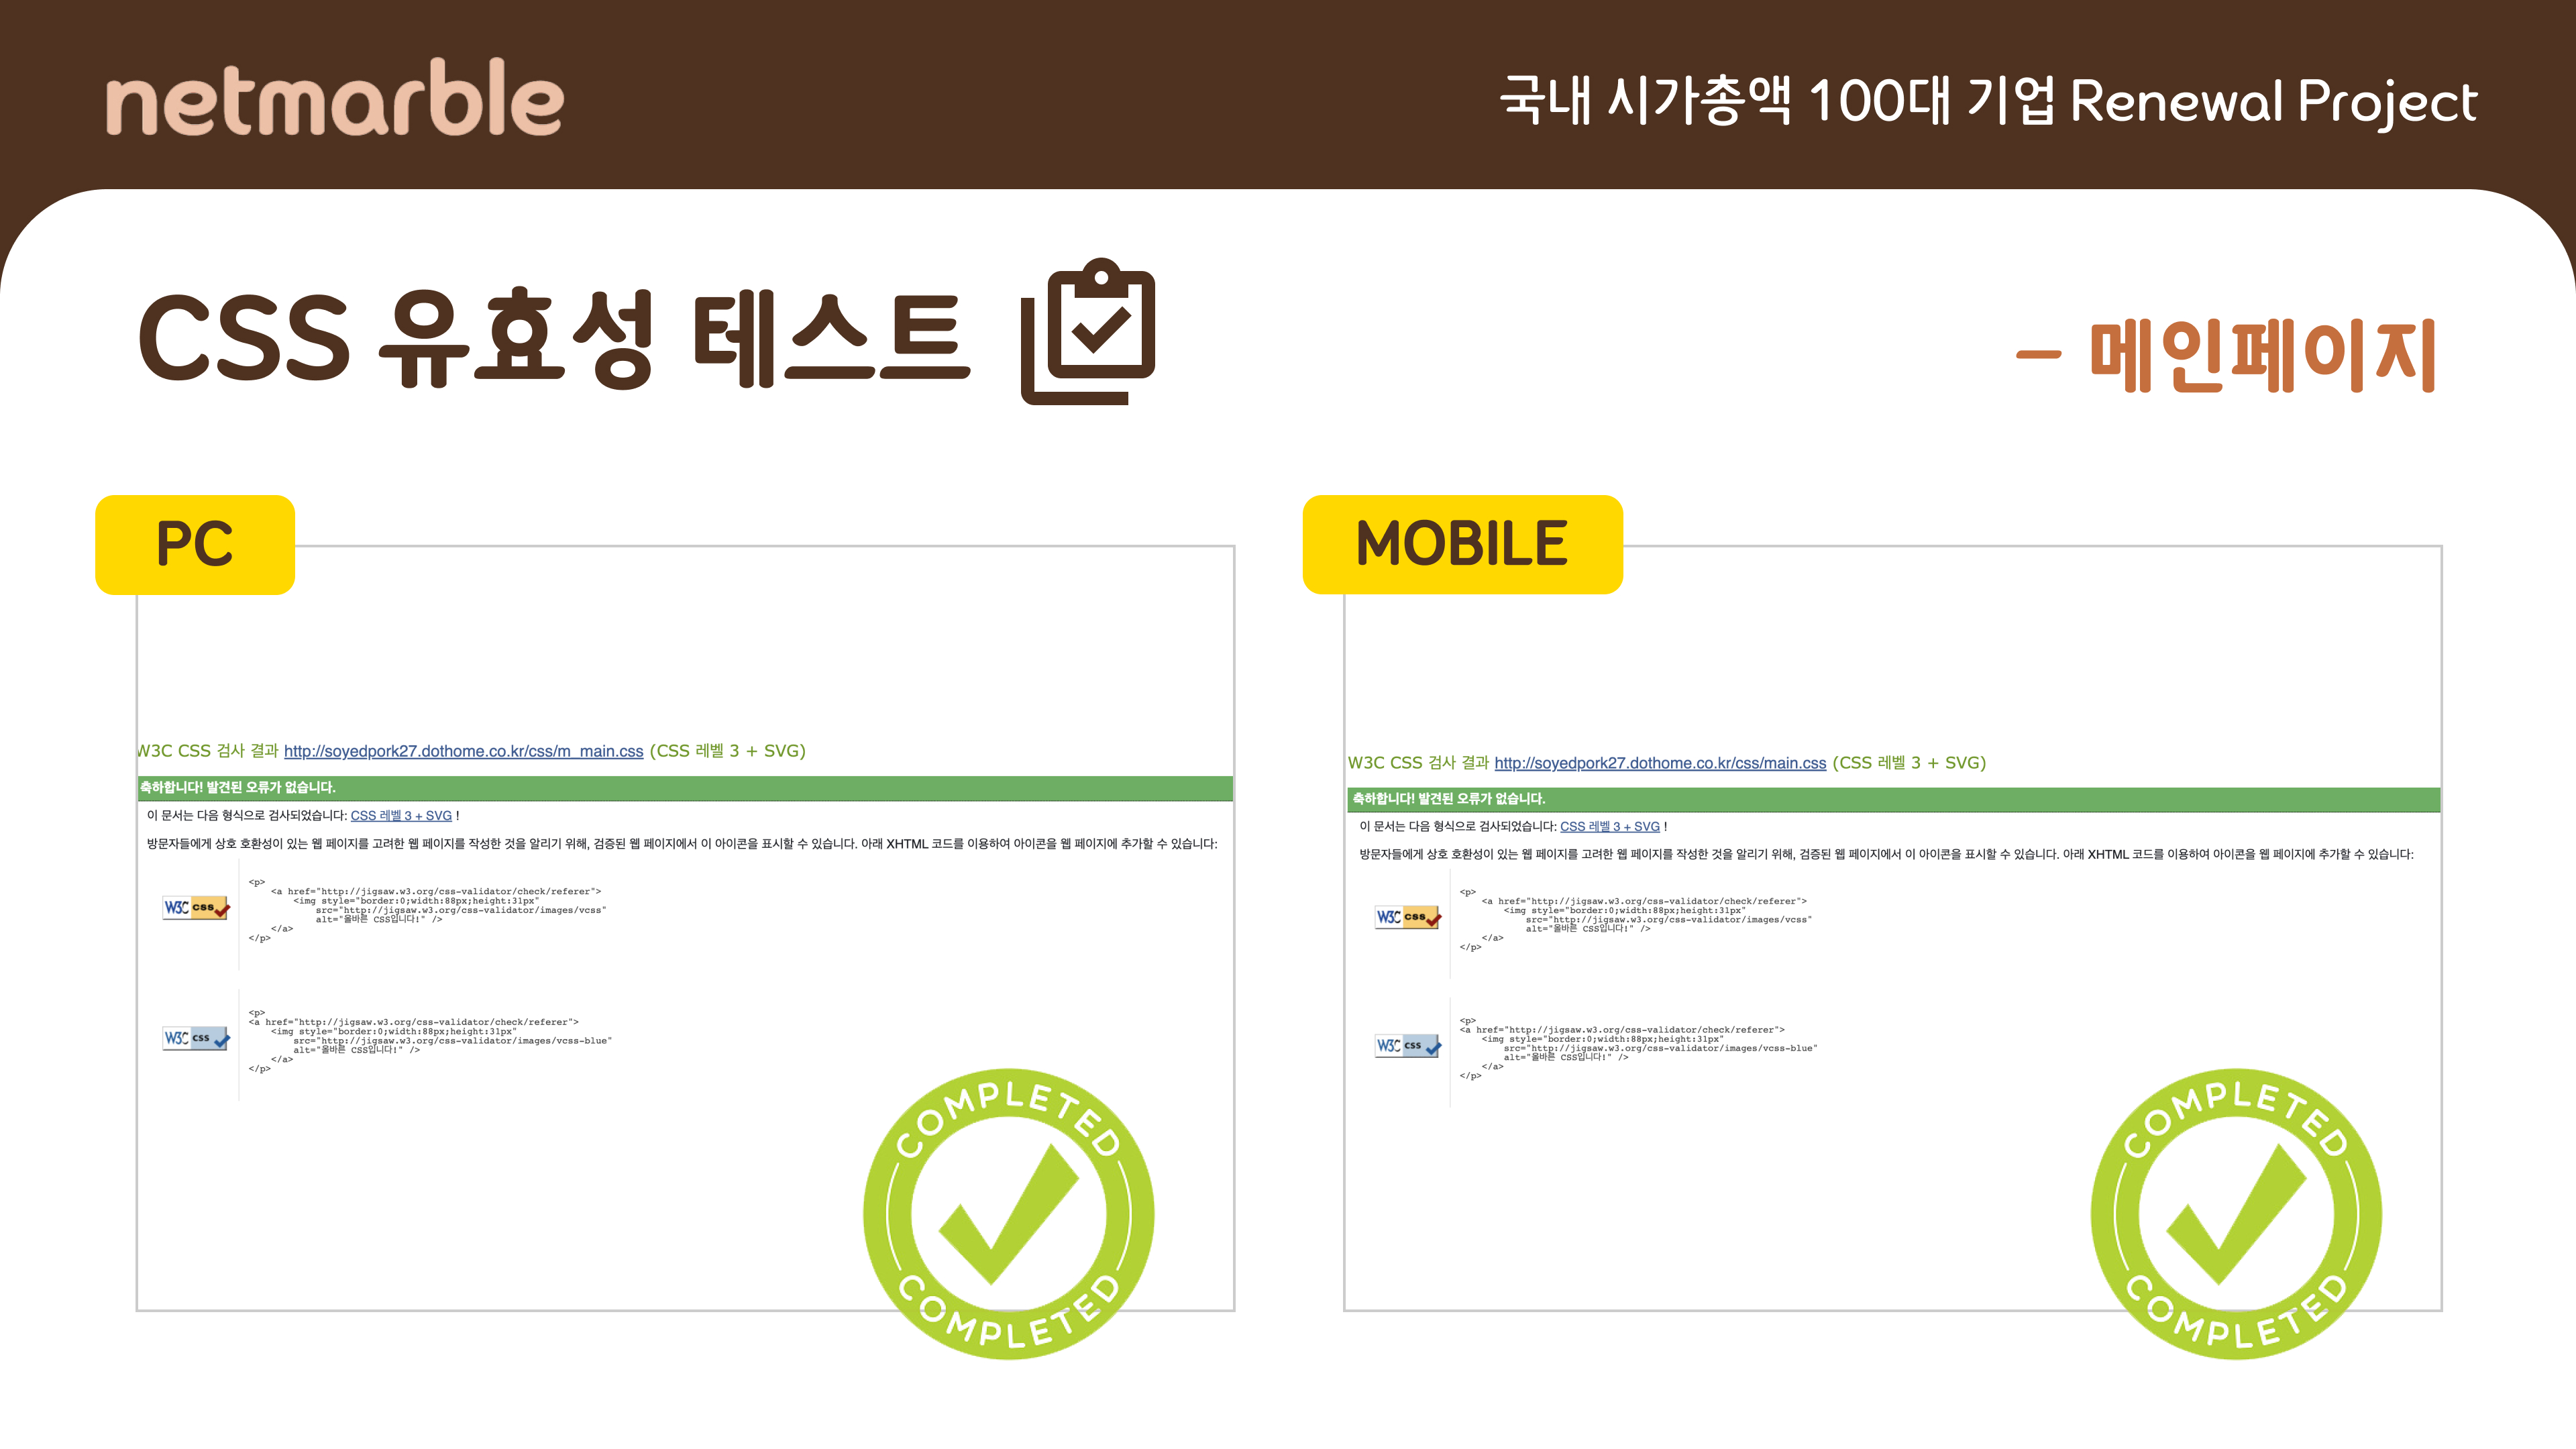 netmarble
국내 시가총액 100대 기업 Renewal Project
CSS 유효성 테스트
– 메인페이지
PC
W3C CSS 검사 결과 http://soyedpork27.dothome.co.kr/css/m_main.css (CSS 레벨 3 + SVG)
축하합니다! 발견된 오류가 없습니다.
이 문서는 다음 형식으로 검사되었습니다: CSS 레벨 3 + SVG !
방문자들에게 상호 호환성이 있는 웹 페이지를 고려한 웹 페이지를 작성한 것을 알리기 위해, 검증된 웹 페이지에서 이 아이콘을 표시할 수 있습니다. 아래 XHTML 코드를 이용하여 아이콘을 웹 페이지에 추가할 수 있습니다:
W3C css
<p>
<a href="http://jigsaw.w3.org/css-validator/check/referer">
<img style="border:0;width:88px;height:31px"
src="http://jigsaw.w3.org/css-validator/images/vcss"
alt="올바른 CSS입니다!" />
</a>
</p>
W3C css
<p>
<a href="http://jigsaw.w3.org/css-validator/check/referer">
<img style="border:0;width:88px;height:31px"
src="http://jigsaw.w3.org/css-validator/images/vcss-blue"
alt="올바른 CSS입니다!" />
</a>
</p>
COMPLETED
COMPLETED
MOBILE
W3C CSS 검사 결과 http://soyedpork27.dothome.co.kr/css/main.css (CSS 레벨 3 + SVG)
축하합니다! 발견된 오류가 없습니다.
이 문서는 다음 형식으로 검사되었습니다: CSS 레벨 3 + SVG !
방문자들에게 상호 호환성이 있는 웹 페이지를 고려한 웹 페이지를 작성한 것을 알리기 위해, 검증된 웹 페이지에서 이 아이콘을 표시할 수 있습니다. 아래 XHTML 코드를 이용하여 아이콘을 웹 페이지에 추가할 수 있습니다:
W3C css
<p>
<a href="http://jigsaw.w3.org/css-validator/check/referer">
<img style="border:0;width:88px;height:31px"
src="http://jigsaw.w3.org/css-validator/images/vcss"
alt="올바른 CSS입니다!" />
</a>
</p>
W3C css
<p>
<a href="http://jigsaw.w3.org/css-validator/check/referer">
<img style="border:0;width:88px;height:31px"
src="http://jigsaw.w3.org/css-validator/images/vcss-blue"
alt="올바른 CSS입니다!" />
</a>
</p>
COMPLETED
COMPLETED